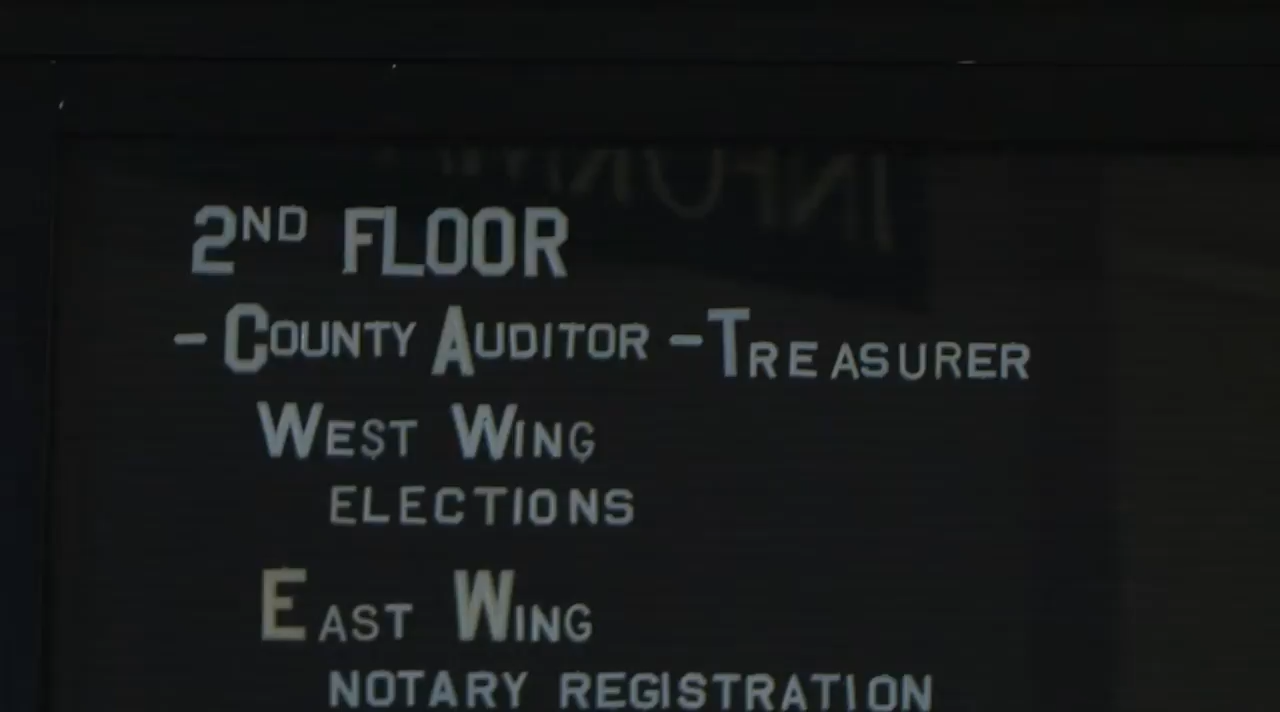 2ND FLOOR
- COUNTY AUDITOR - TREASURER
WEST WING
ELECTIONS
EAST WING
NOTARY REGISTRATION